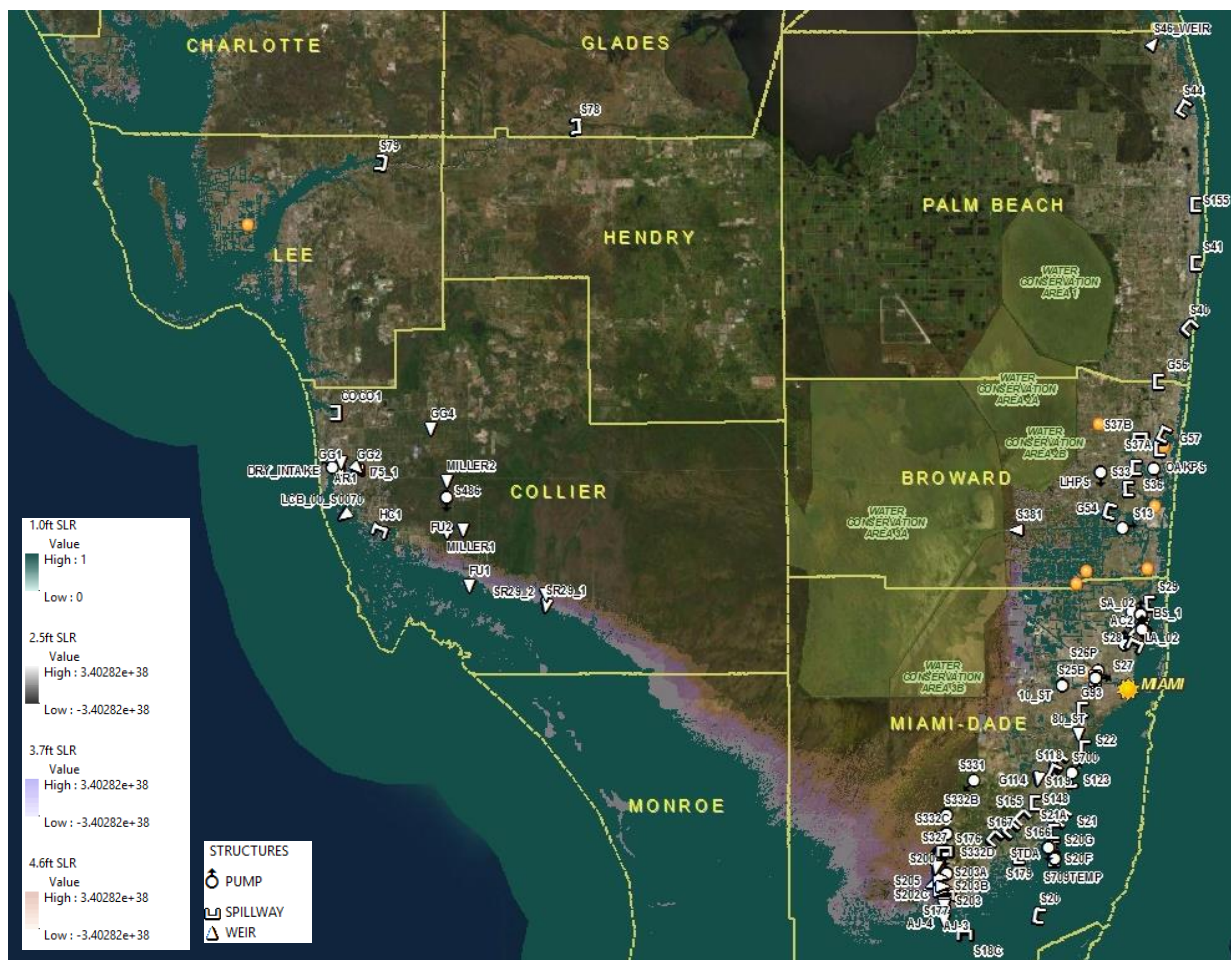 CHARLOTTE
GLADES
S46_WEIR
S44
S78
S79
S155
PALM BEACH
HENDRY
LEE
S41
WATER
CONSERVATION
AREA 1
S40
G56
WATER
CONSERVATION
AREA 2A
COCO1
GG4
S37B
G57
S37A
WATER
CONSERVATION
AREA 2B
GG1
GG2
DRY_INTAKE
I75_1
AR1
MILLER2
S486
COLLIER
BROWARD
LHPS
S33
OAKPS
S36
LCB_00_S0070
HC1
FU2
MILLER1
WATER
CONSERVATION
AREA 3A
S381
G54
S13
FU1
SR29_2
SR29_1
S29
SA_02
BS_1
AC2
S28
LA_02
S26P
S27
WATER
CONSERVATION
AREA 3B
S25B
10_ST
G93
MIAMI
MIAMI-DADE
80_ST
S22
S118
S700
G114
S119
S123
S331
MONROE
S332B
S165
S148
S332C
S167
S21A
S21
S327
S176
S166
S332D
S20G
S200
STDA
S20F
S203A
S179
S709TEMP
S205
S203B
S202C
S203
S177
S20
AJ-4
AJ-3
S18C
1.0ft SLR
Value
High : 1
Low : 0
2.5ft SLR
Value
High : 3.40282e+38
Low : -3.40282e+38
3.7ft SLR
Value
High : 3.40282e+38
Low : -3.40282e+38
4.6ft SLR
Value
High : 3.40282e+38
Low : -3.40282e+38
STRUCTURES
PUMP
SPILLWAY
WEIR